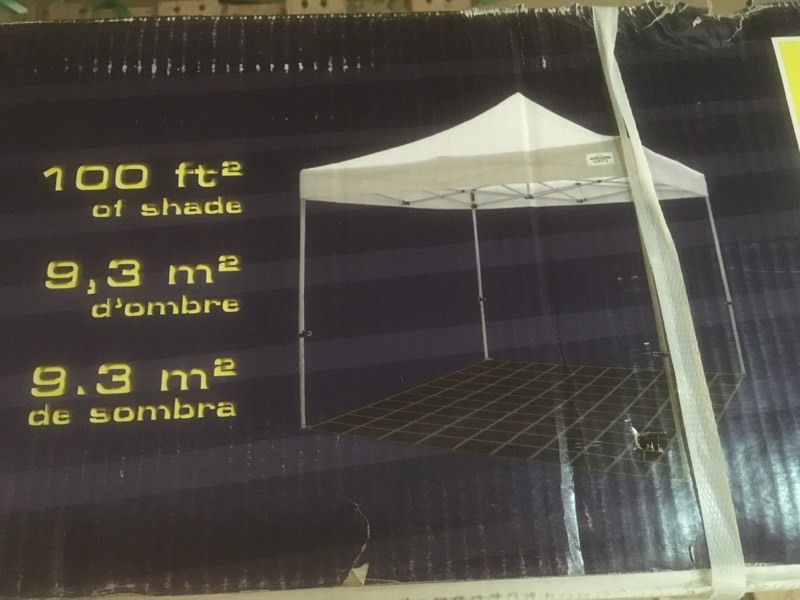 100 ft²
of shade
9,3 m²
d'ombre
9.3 m²
de sombra